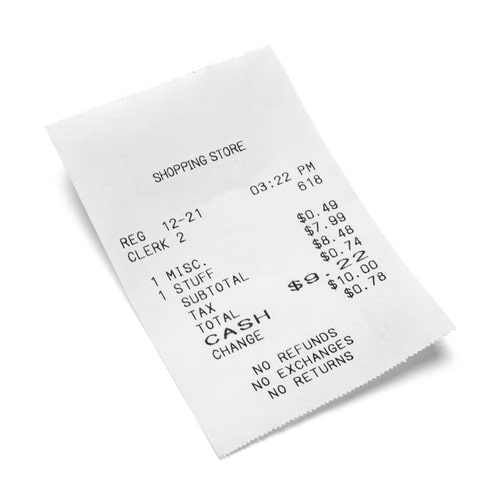 SHOPPING STORE
REG 12-21 03:22 PM
CLERK 2 618
1 MISC. $0.49
1 STUFF $7.99
SUBTOTAL $8.48
TAX $0.74
TOTAL $9.22
CASH $10.00
CHANGE $0.78
NO REFUNDS
NO EXCHANGES
NO RETURNS